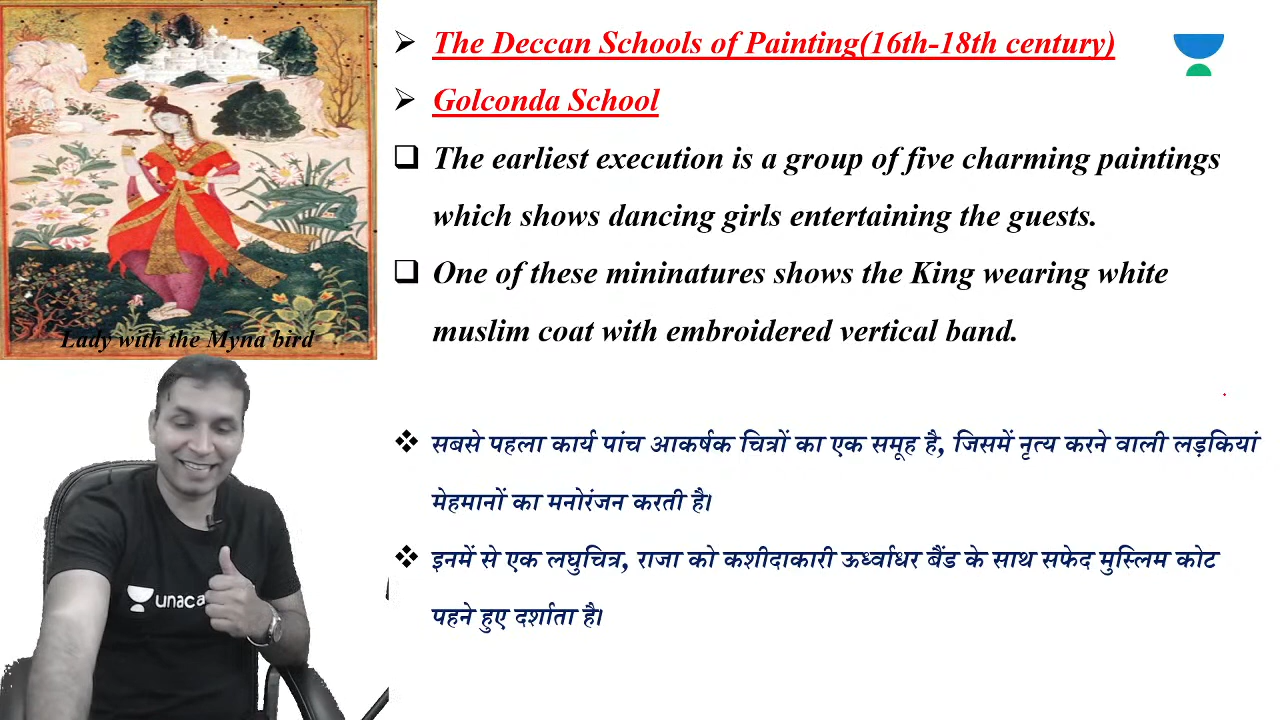 The Deccan Schools of Painting(16th-18th century)
Golconda School
The earliest execution is a group of five charming paintings
which shows dancing girls entertaining the guests.
One of these mininatures shows the King wearing white
muslim coat with embroidered vertical band.
Lady with the Myna bird
सबसे पहला कार्य पांच आकर्षक चित्रों का एक समूह है, जिसमें नृत्य करने वाली लड़कियां
मेहमानों का मनोरंजन करती है।
इनमें से एक लघुचित्र, राजा को कशीदाकारी ऊर्ध्वाधर बैंड के साथ सफेद मुस्लिम कोट
पहने हुए दर्शाता है।
unaca